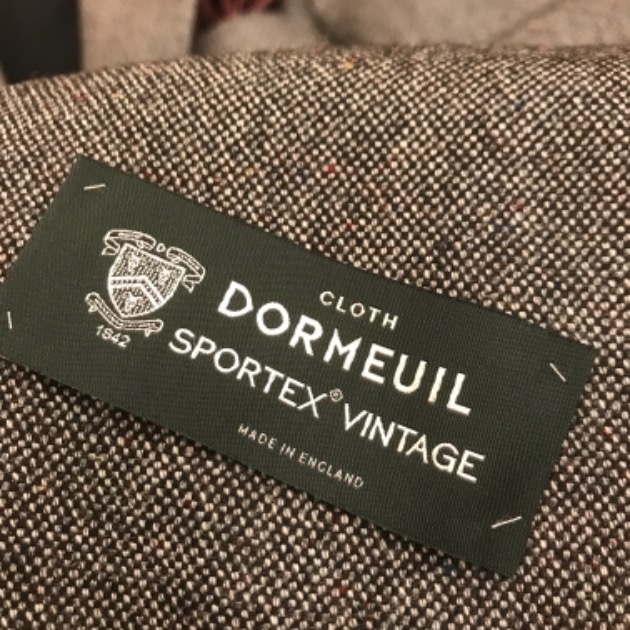 CLOTH
DORMEUIL
SPORTEX® VINTAGE
MADE IN ENGLAND
D
1842